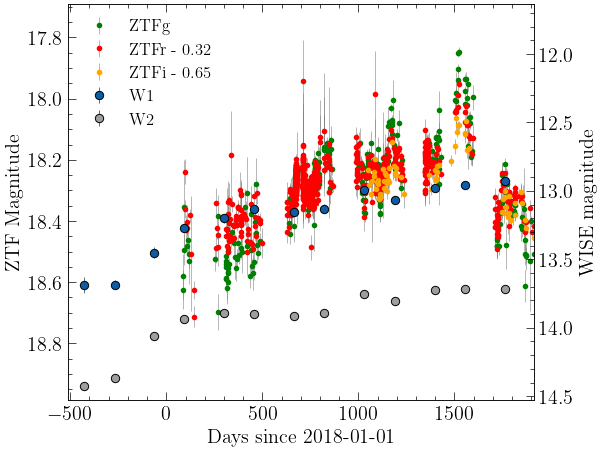 ZTFg
ZTFr - 0.32
ZTFi - 0.65
W1
W2
ZTF Magnitude
17.8
18.0
18.2
18.4
18.6
18.8
12.0
12.5
13.0
13.5
14.0
14.5
WISE magnitude
−500 0 500 1000 1500
Days since 2018-01-01